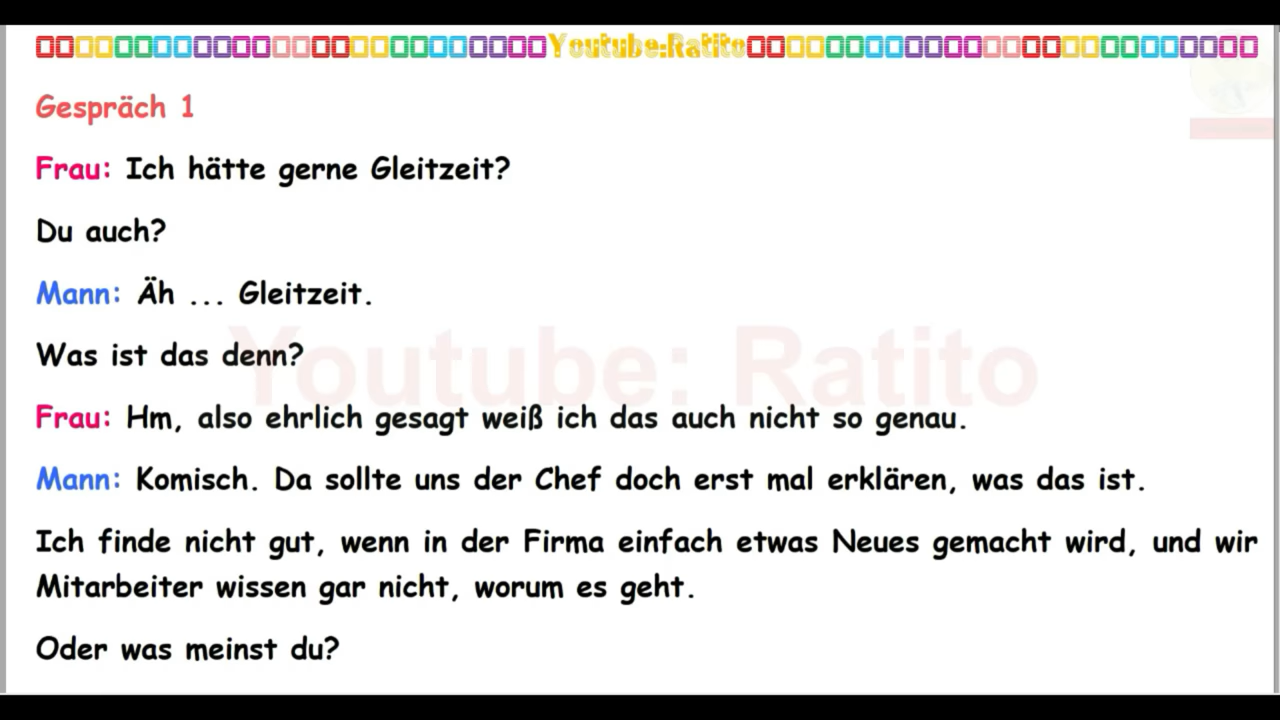 Youtube:Ratito
Gespräch 1
Frau: Ich hätte gerne Gleitzeit?
Du auch?
Mann: Äh ... Gleitzeit.
Was ist das denn?
Youtube: Ratito
Frau: Hm, also ehrlich gesagt weiß ich das auch nicht so genau.
Mann: Komisch. Da sollte uns der Chef doch erst mal erklären, was das ist.
Ich finde nicht gut, wenn in der Firma einfach etwas Neues gemacht wird, und wir
Mitarbeiter wissen gar nicht, worum es geht.
Oder was meinst du?